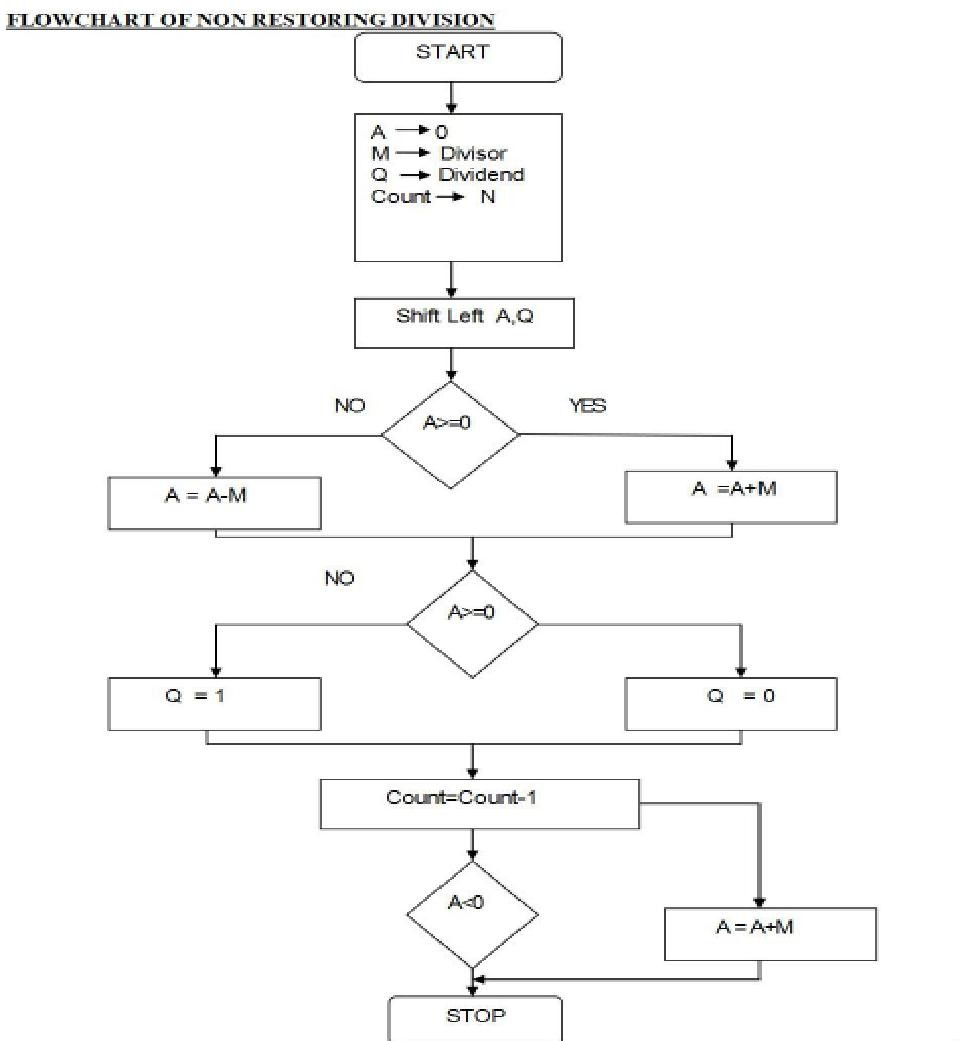 FLOWCHART OF NON RESTORING DIVISION
START
A → 0
M → Divisor
Q → Dividend
Count → N
Shift Left A,Q
NO
YES
A>=0
A = A-M
A =A+M
NO
A>=0
Q = 1
Q = 0
Count=Count-1
A<0
A = A+M
STOP